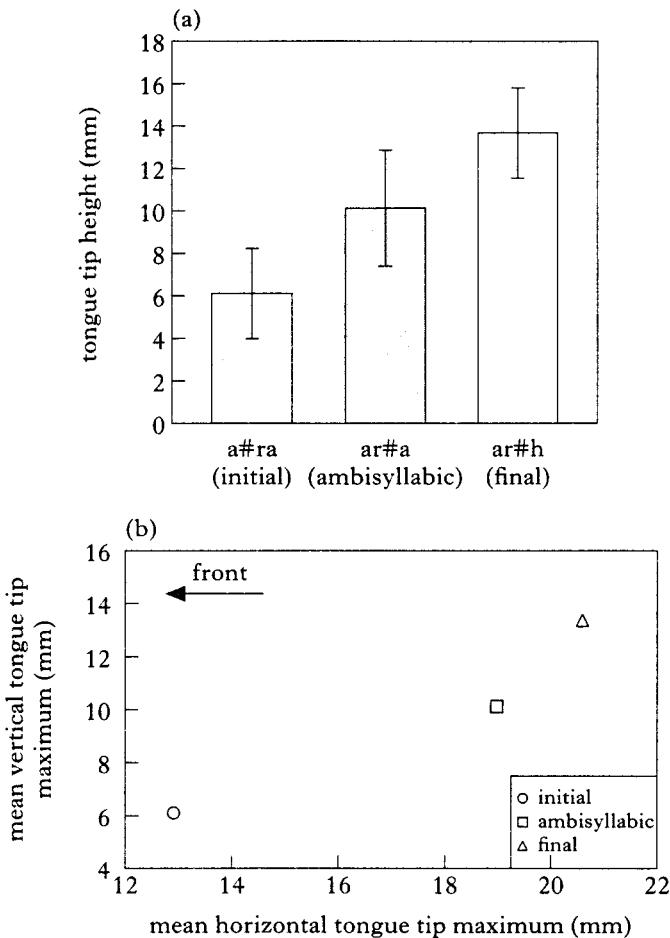 (a)
tongue tip height (mm)
18
16
14
12
10
8
6
4
2
0
a#ra ar#a ar#h
(initial) (ambisyllabic) (final)
(b)
mean vertical tongue tip
maximum (mm)
16
14
12
10
8
6
4
front
initial
ambisyllabic
final
12 14 16 18 20 22
mean horizontal tongue tip maximum (mm)